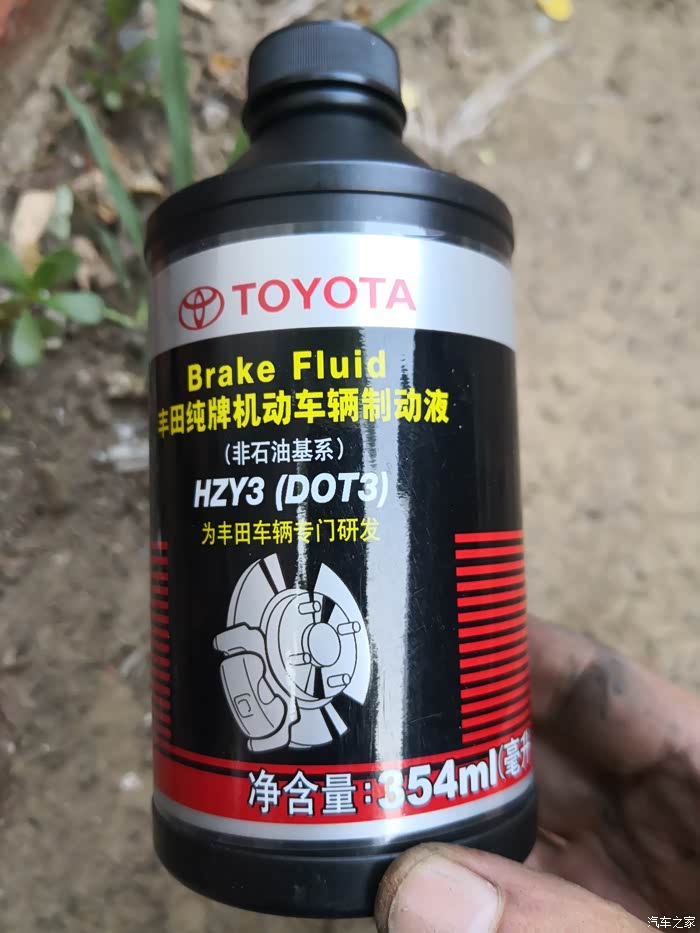 TOYOTA
Brake Fluid
丰田纯牌机动车辆制动液
（非石油基系）
HZY3 (DOT3)
为丰田车辆专门研发
净含量:354ml(毫升
汽车之家